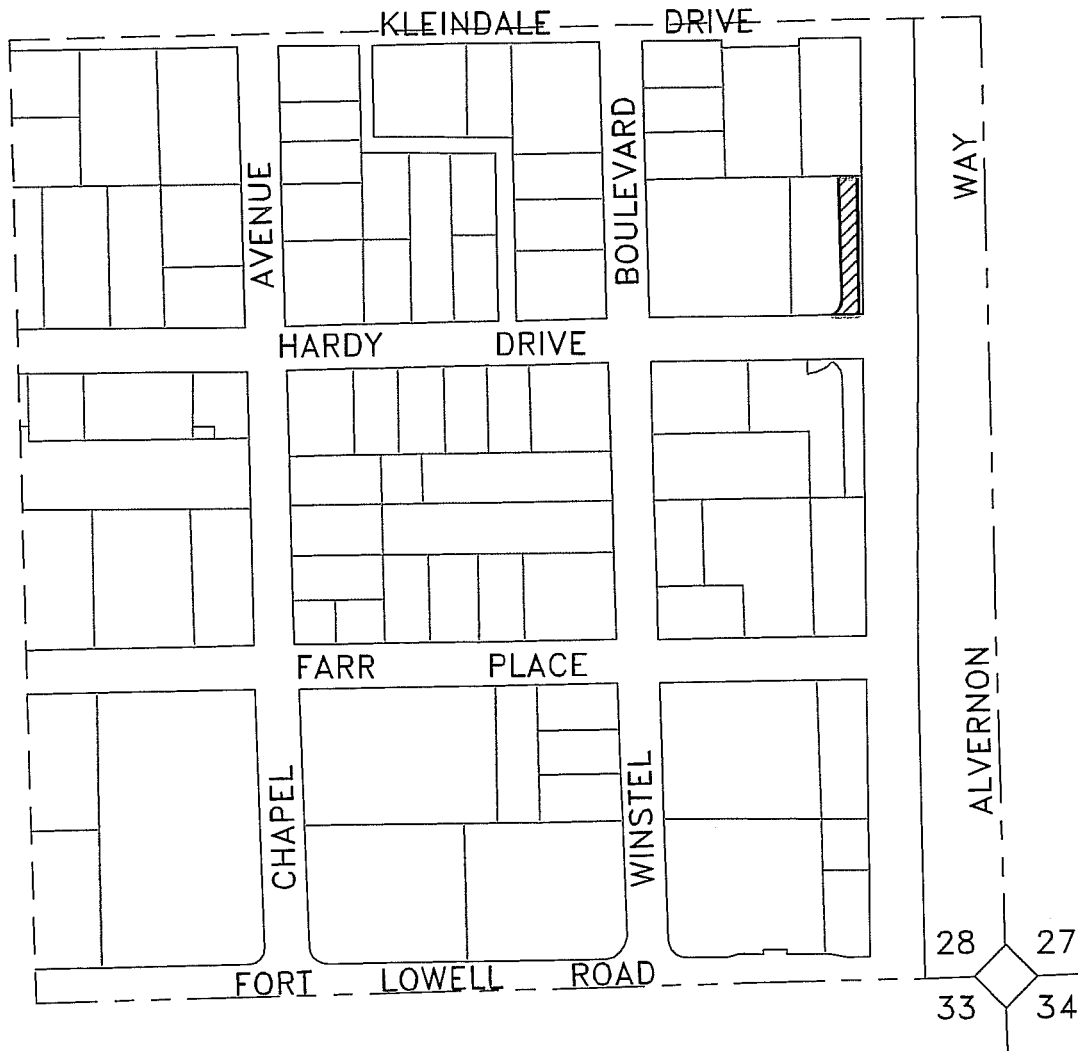 KLEINDALE DRIVE
AVENUE
BOULEVARD
WAY
HARDY DRIVE
FARR PLACE
CHAPEL
WINSTEL
ALVERNON
FORT LOWELL ROAD
28 27
33 34